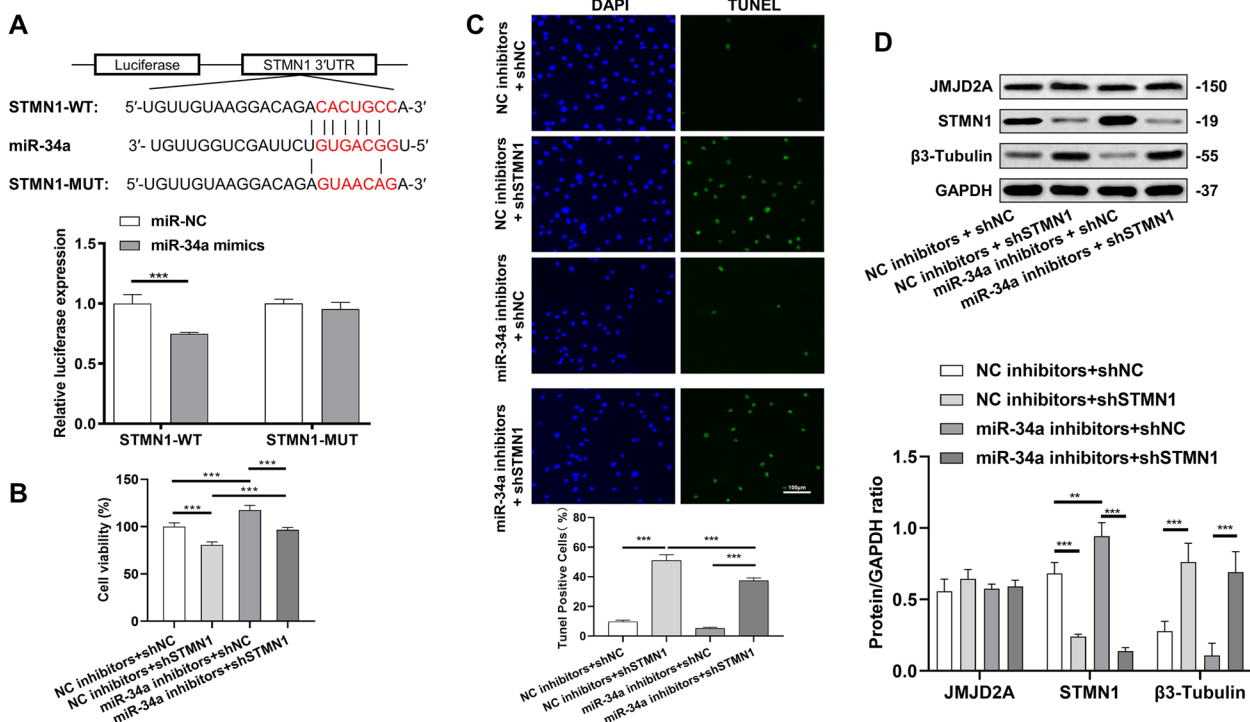 A
Luciferase
STMN1 3'UTR
STMN1-WT: 5'-UGUUGUAAGGACAGACACUGCCA-3'
miR-34a 3'- UGUUGGUCGAUUCUGUGACGGU-5'
STMN1-MUT: 5'-UGUUGUAAGGACAGAGUAACAGA-3'
miR-NC
miR-34a mimics
Relative luciferase expression
1.5
1.0
0.5
0.0
***
STMN1-WT
STMN1-MUT
B
Cell viability (%)
150
100
50
0
***
***
***
***
NC inhibitors+shNC
NC inhibitors+shSTMN1
miR-34a inhibitors+shNC
miR-34a inhibitors+shSTMN1
C
DAPI
TUNEL
NC inhibitors
+ shNC
NC inhibitors
+ shSTMN1
miR-34a inhibitors
+ shNC
miR-34a inhibitors
+ shSTMN1
100μm
Tunel Positive Cells( %)
80
60
40
20
0
***
***
***
NC inhibitors+shNC
NC inhibitors+shSTMN1
miR-34a inhibitors+shNC
miR-34a inhibitors+shSTMN1
D
JMJD2A -150
STMN1 -19
β3-Tubulin -55
GAPDH -37
NC inhibitors + shNC
NC inhibitors + shSTMN1
miR-34a inhibitors + shNC
miR-34a inhibitors + shSTMN1
NC inhibitors+shNC
NC inhibitors+shSTMN1
miR-34a inhibitors+shNC
miR-34a inhibitors+shSTMN1
Protein/GAPDH ratio
1.5
1.0
0.5
0.0
**
***
***
***
***
JMJD2A
STMN1
β3-Tubulin